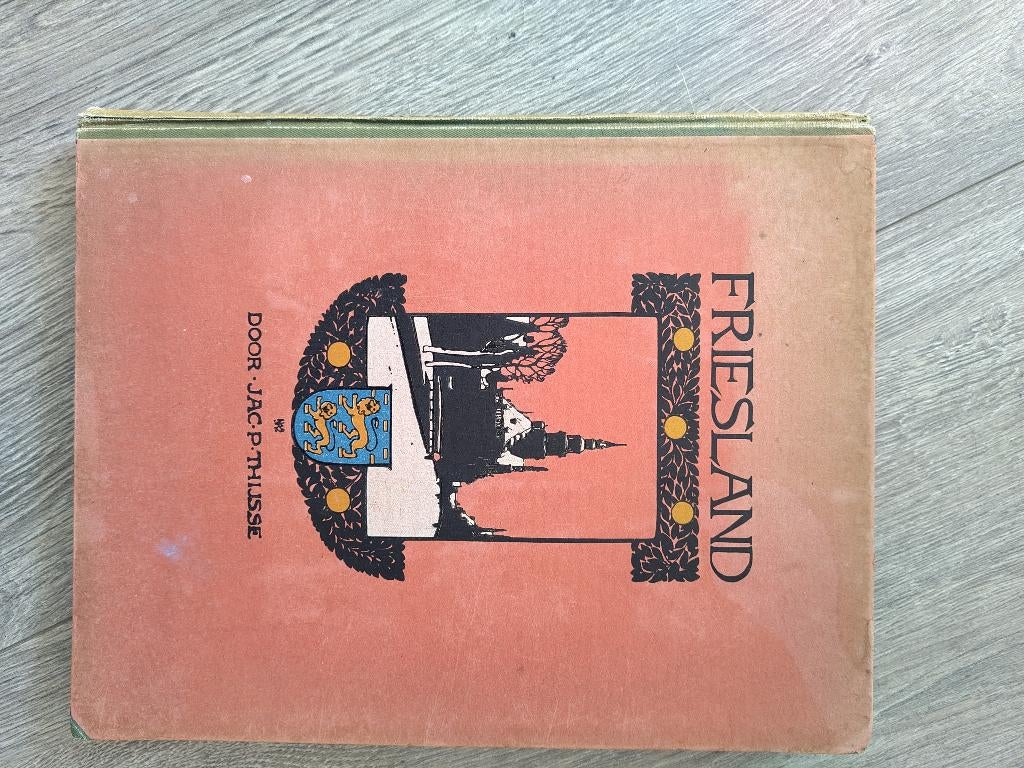 FRIESLAND
DOOR · JAC · P · THIJSSE